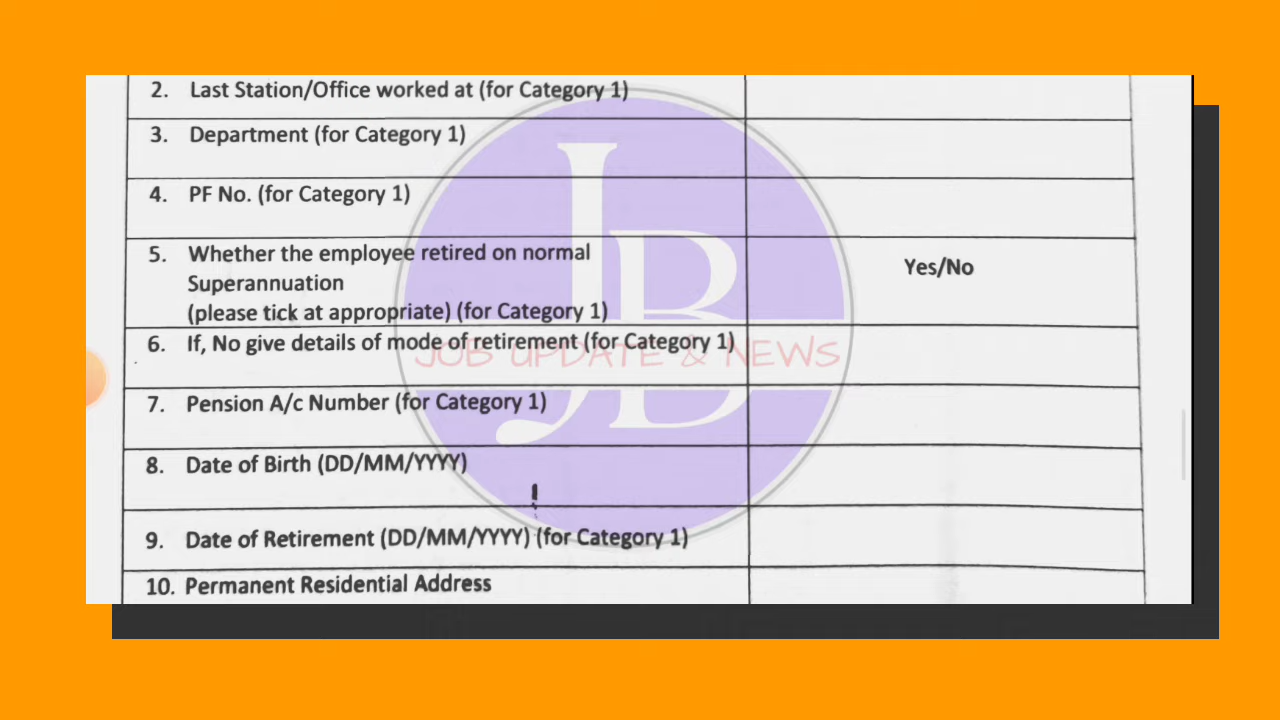 2. Last Station/Office worked at (for Category 1)
3. Department (for Category 1)
4. PF No. (for Category 1)
5. Whether the employee retired on normal
Superannuation
(please tick at appropriate) (for Category 1)
Yes/No
6. If, No give details of mode of retirement (for Category 1)
JOB UPDATE & NEWS
JB
7. Pension A/c Number (for Category 1)
8. Date of Birth (DD/MM/YYYY)
9. Date of Retirement (DD/MM/YYYY) (for Category 1)
10. Permanent Residential Address